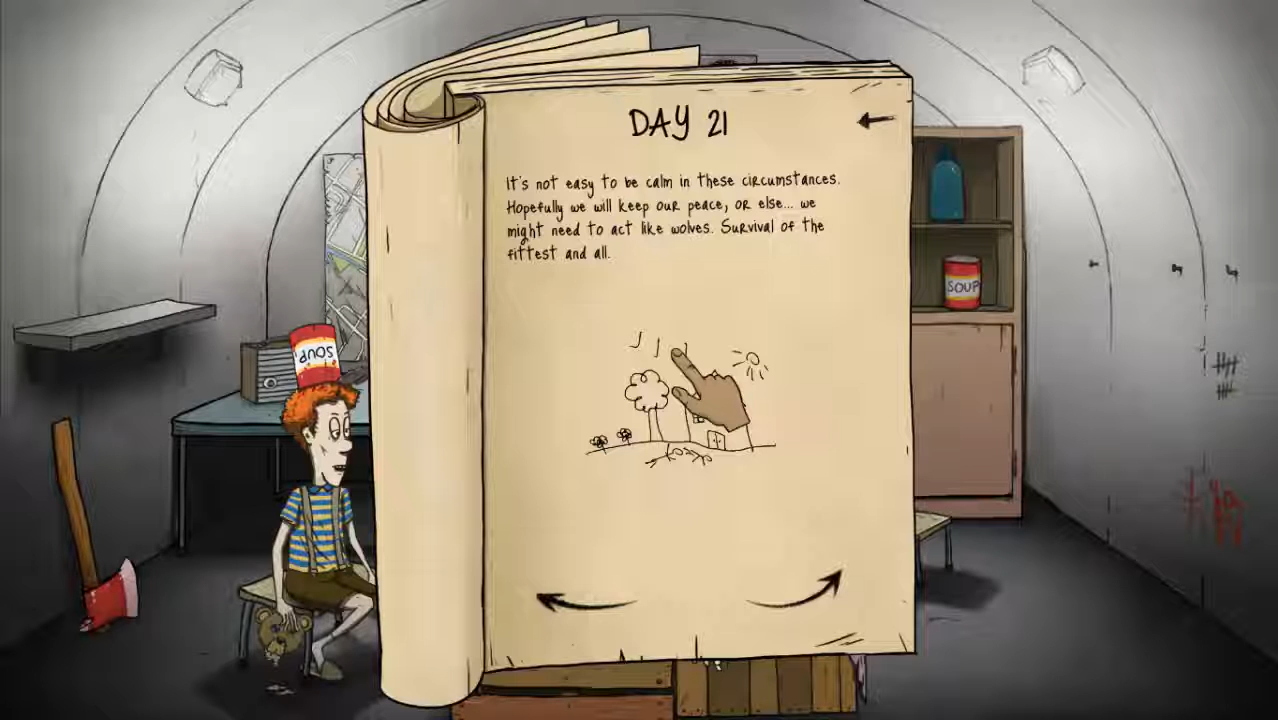 DAY 21
It's not easy to be calm in these circumstances.
Hopefully we will keep our peace, or else... we
might need to act like wolves. Survival of the
fittest and all.
SOUP
SOUP